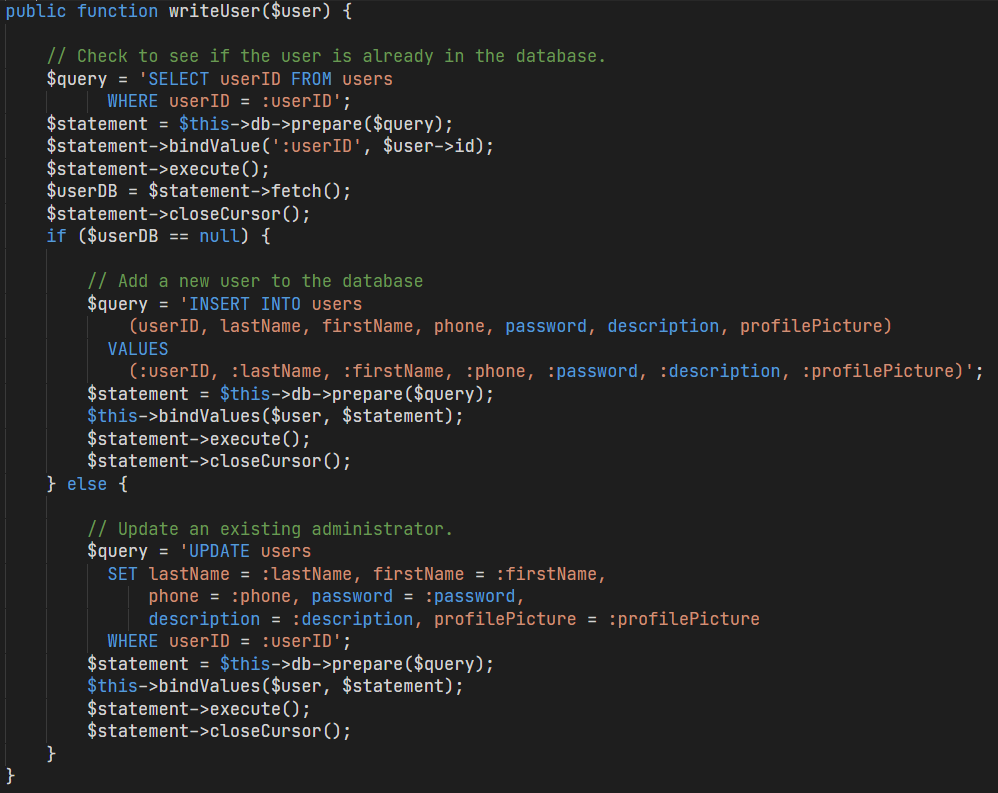 public function writeUser($user) {
// Check to see if the user is already in the database.
$query = 'SELECT userID FROM users
WHERE userID = :userID';
$statement = $this->db->prepare($query);
$statement->bindValue(':userID', $user->id);
$statement->execute();
$userDB = $statement->fetch();
$statement->closeCursor();
if ($userDB == null) {
// Add a new user to the database
$query = 'INSERT INTO users
(userID, lastName, firstName, phone, password, description, profilePicture)
VALUES
(:userID, :LastName, :firstName, :phone, :password, :description, :profilePicture)';
$statement = $this->db->prepare($query);
$this->bindValues($user, $statement);
$statement->execute();
$statement->closeCursor();
} else {
// Update an existing administrator.
$query = 'UPDATE users
SET lastName = :lastName, firstName = :firstName,
phone = :phone, password = :password,
description = :description, profilePicture = :profilePicture
WHERE userID = :userID';
$statement = $this->db->prepare($query);
$this->bindValues($user, $statement);
$statement->execute();
$statement->closeCursor();
}
}